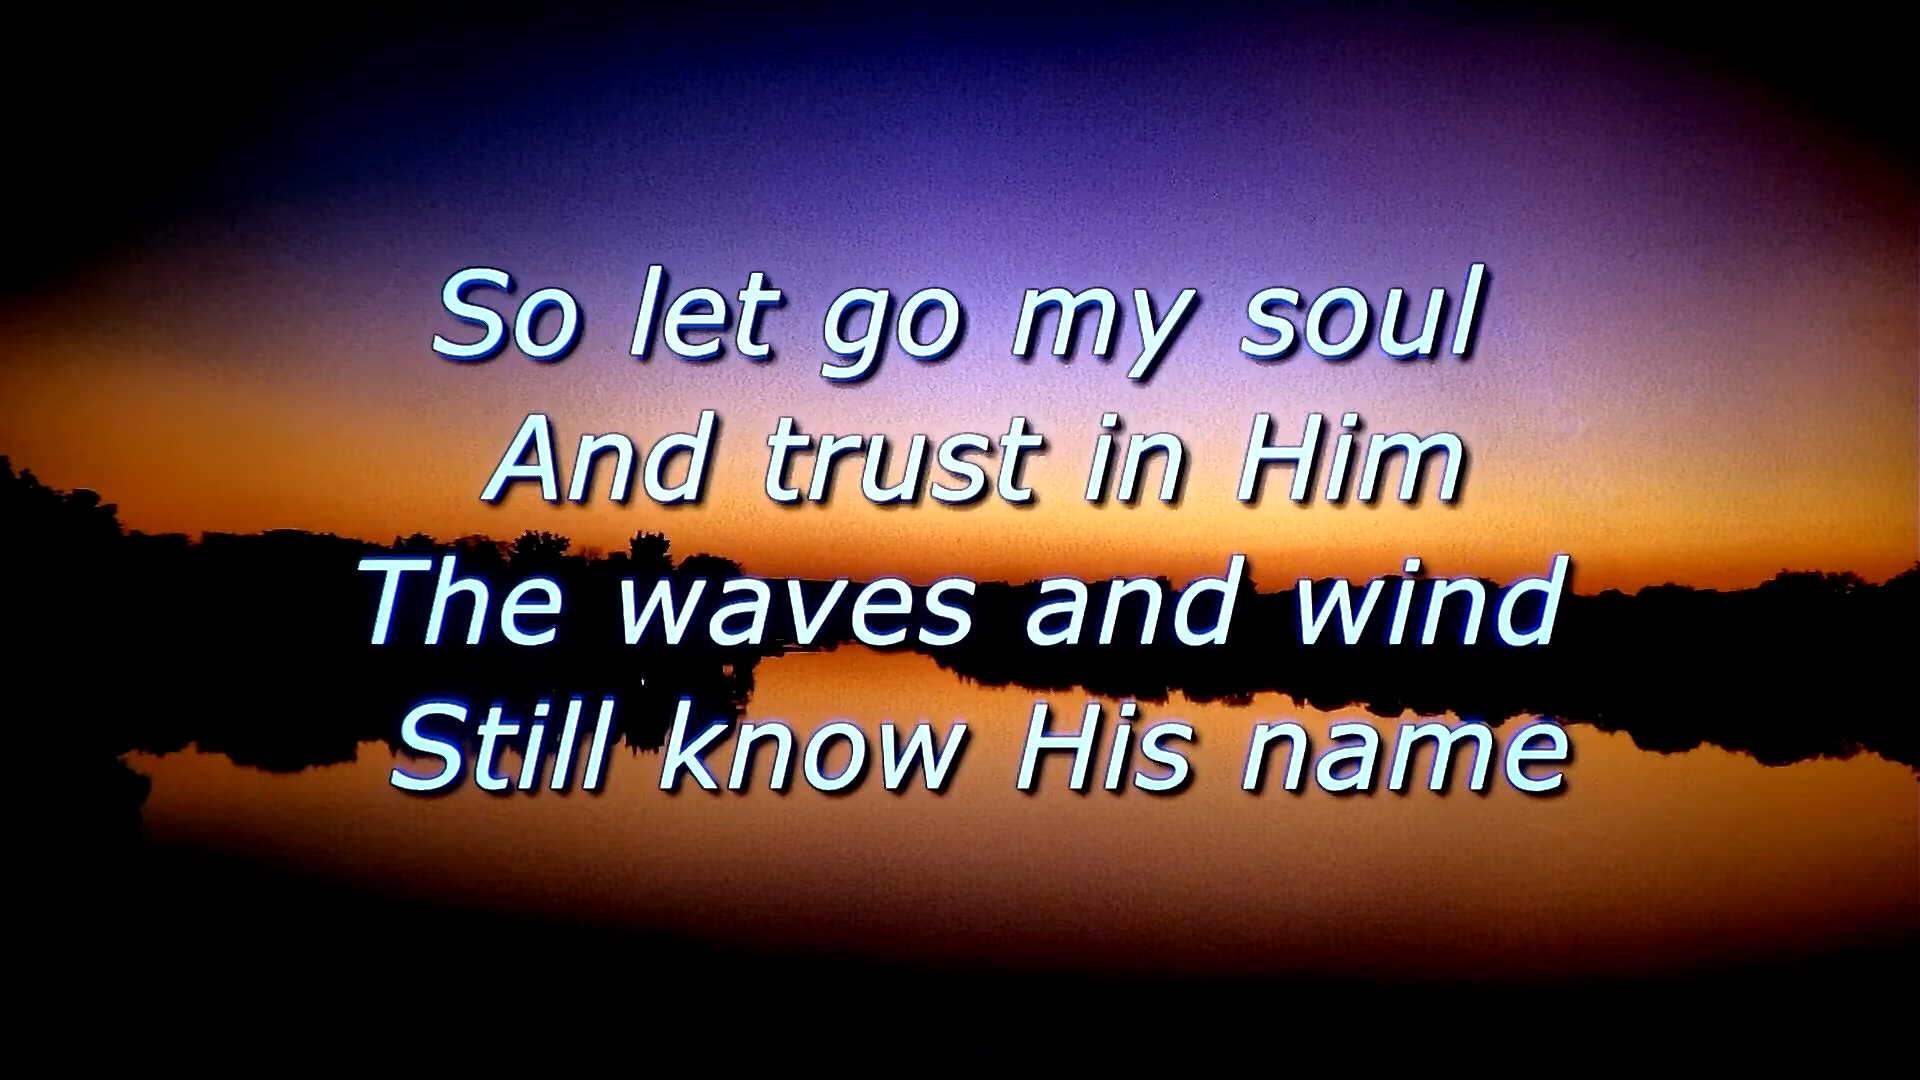 So let go my soul
And trust in Him
The waves and wind
Still know His name